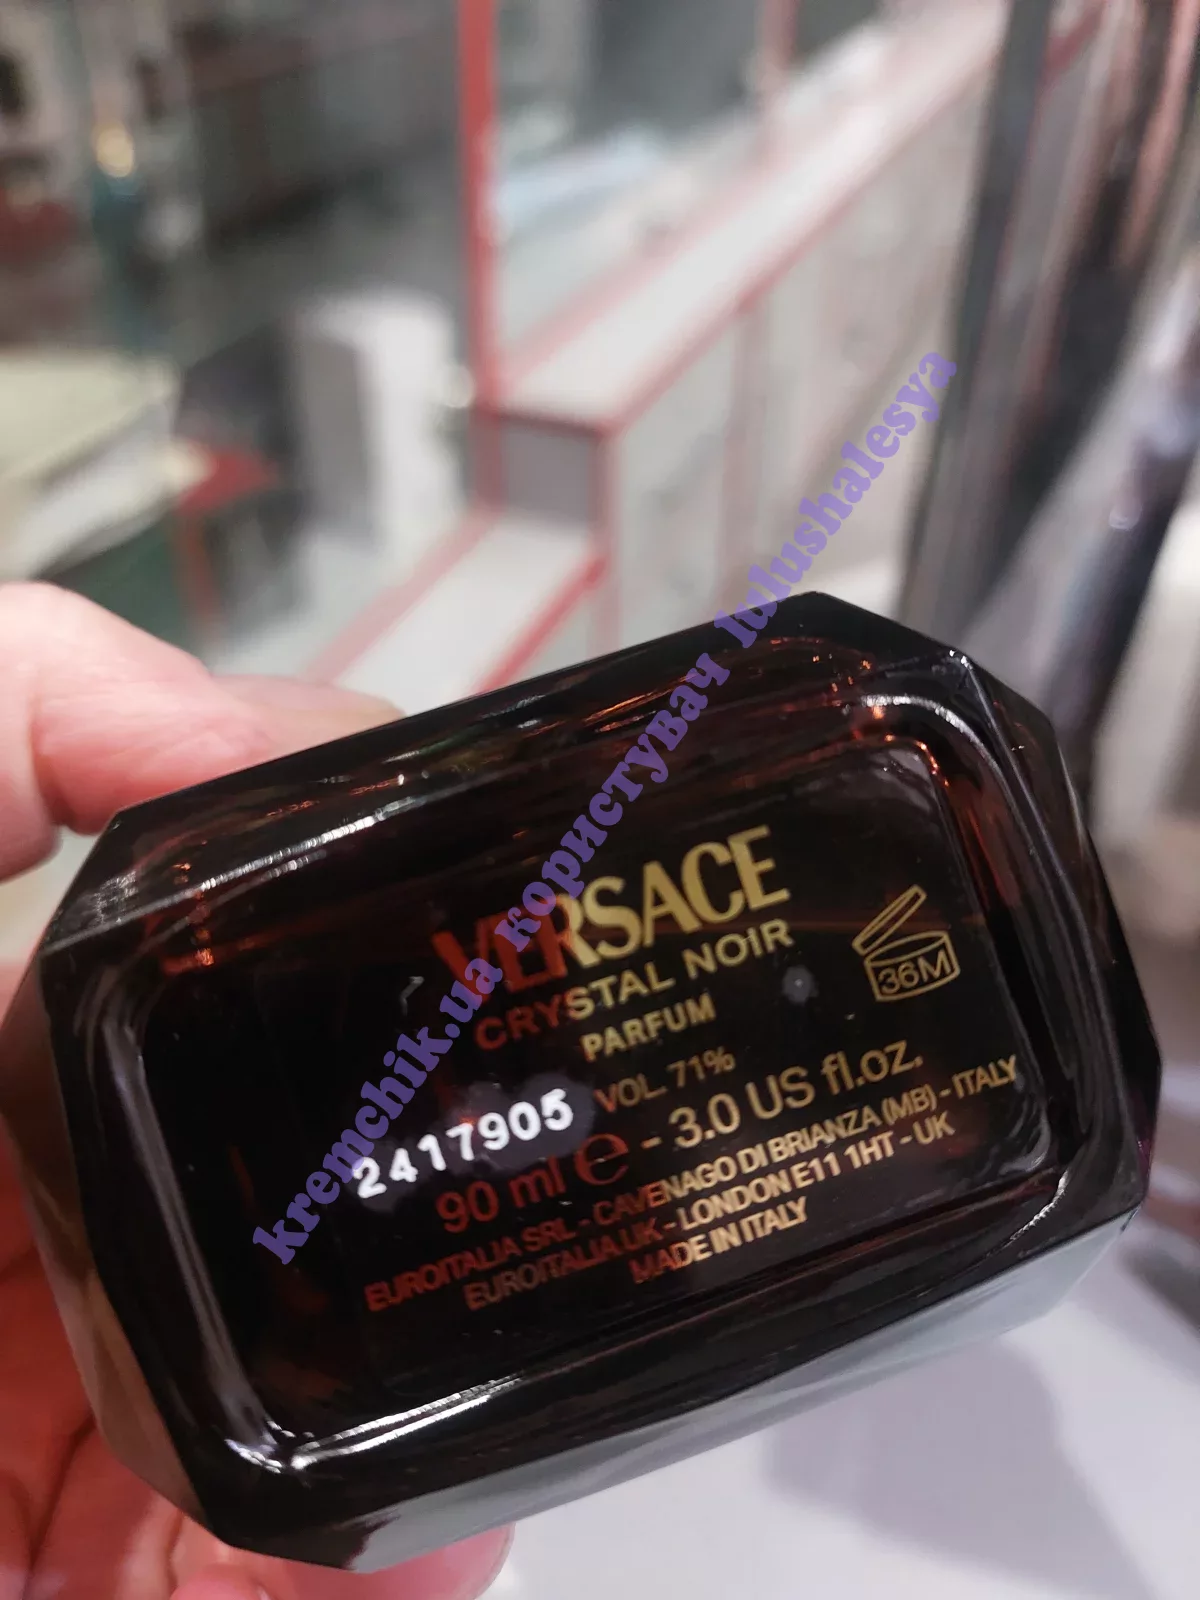 VERSACE
CRYSTAL NOIR
PARFUM
36M
VOL. 71%
2417905
90 ml e - 3.0 US fl.oz.
EUROITALIA SRL - CAVENAGO DI BRIANZA (MB) - ITALY
EUROITALIA UK - LONDON E11 1HT - UK
MADE IN ITALY
kremchik.ua користувач lulushalesya